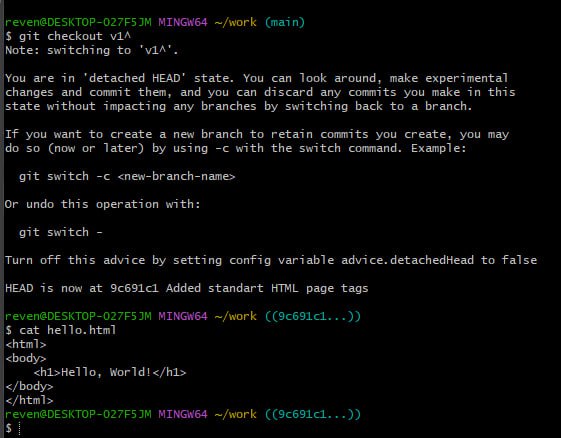 reven@DESKTOP-O27F5JM MINGW64 ~/work (main)
$ git checkout v1^
Note: switching to 'v1^'.

You are in 'detached HEAD' state. You can look around, make experimental
changes and commit them, and you can discard any commits you make in this
state without impacting any branches by switching back to a branch.

If you want to create a new branch to retain commits you create, you may
do so (now or later) by using -c with the switch command. Example:

  git switch -c <new-branch-name>

Or undo this operation with:

  git switch -

Turn off this advice by setting config variable advice.detachedHead to false

HEAD is now at 9c691c1 Added standart HTML page tags

reven@DESKTOP-O27F5JM MINGW64 ~/work ((9c691c1...))
$ cat hello.html
<html>
<body>
    <h1>Hello, World!</h1>
</body>
</html>
reven@DESKTOP-O27F5JM MINGW64 ~/work ((9c691c1...))
$